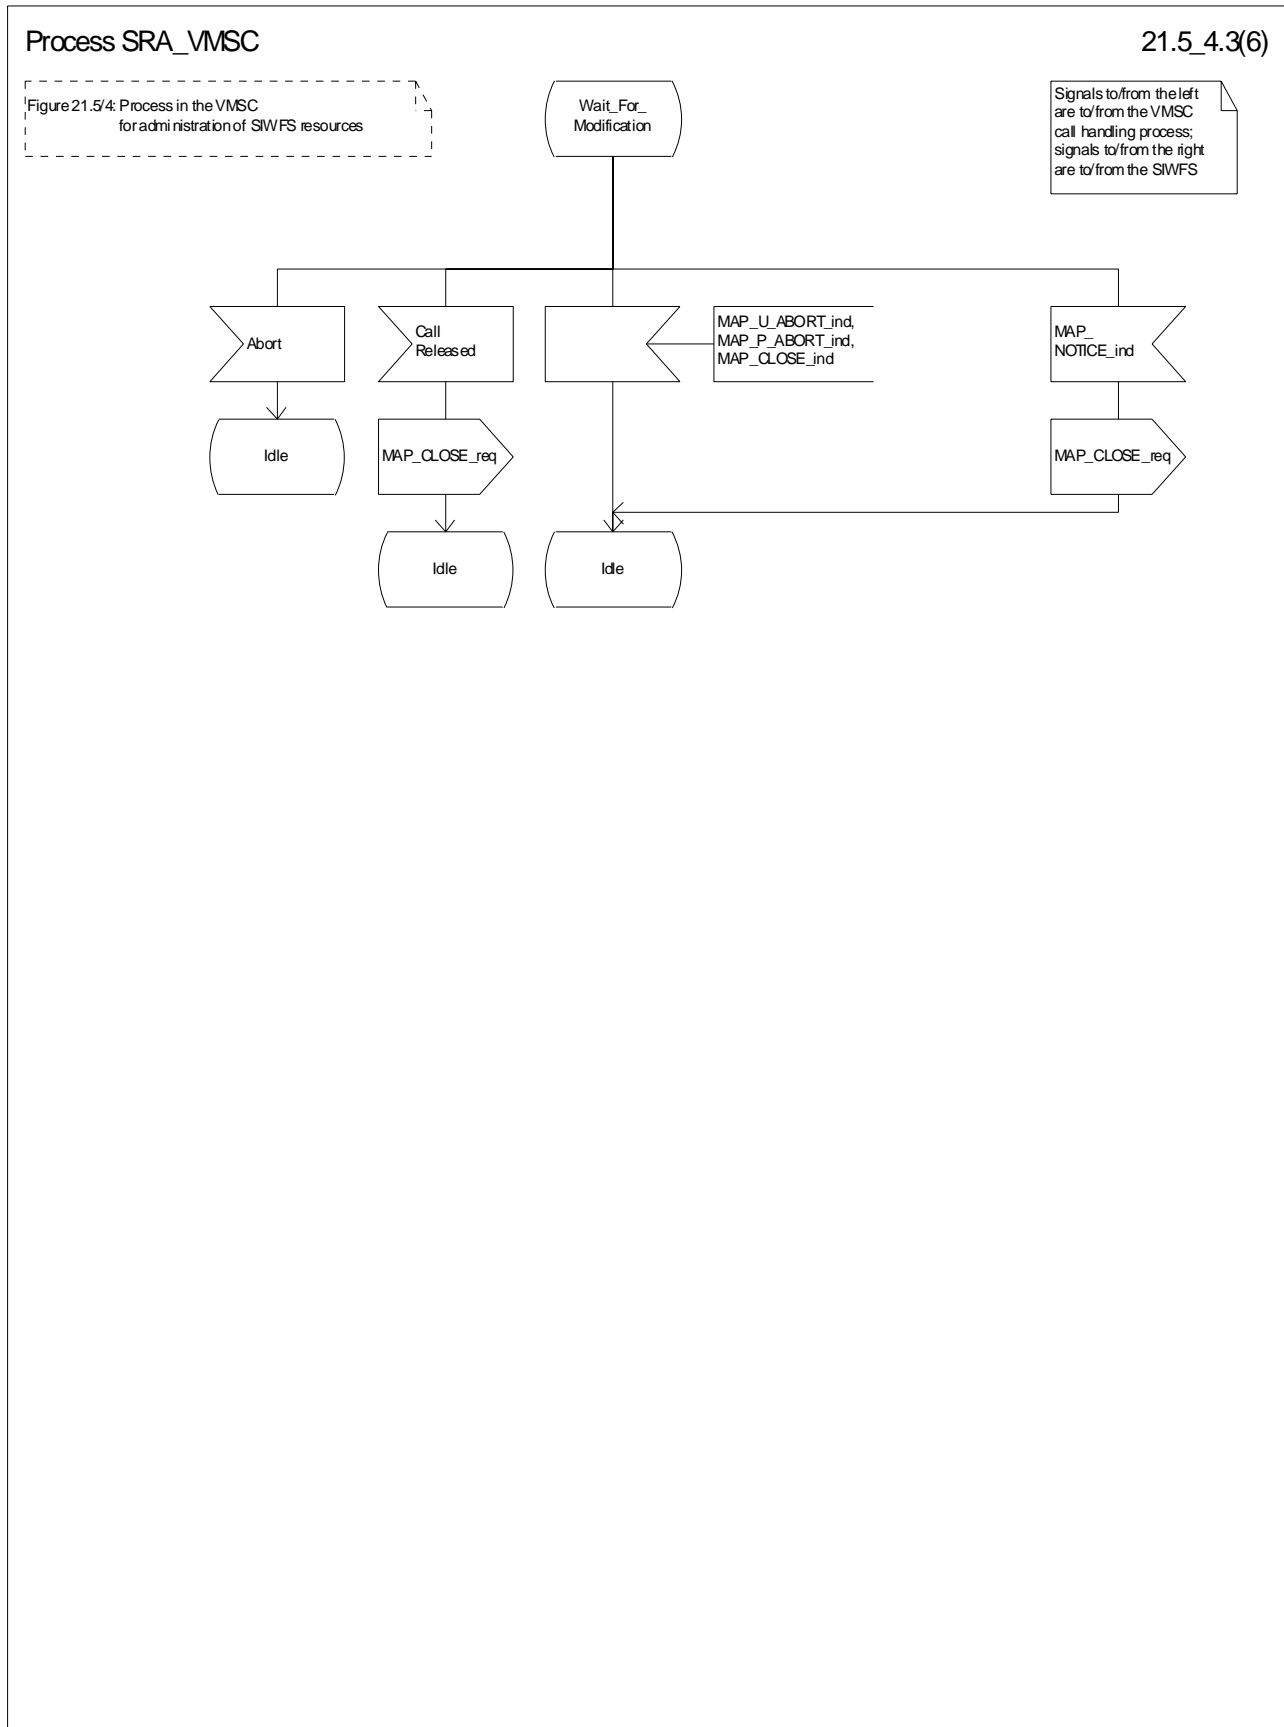 Process SRA_VMSC
21.5_4.3(6)
Figure 21.5/4: Process in the VMSC
for administration of SIWFS resources
Wait_For_
Modification
Signals to/from the left
are to/from the VMSC
call handling process;
signals to/from the right
are to/from the SIWFS
Abort
Call
Released
MAP_U_ABORT_ind,
MAP_P_ABORT_ind,
MAP_CLOSE_ind
MAP_
NOTICE_ind
Idle
MAP_CLOSE_req
MAP_CLOSE_req
Idle
Idle